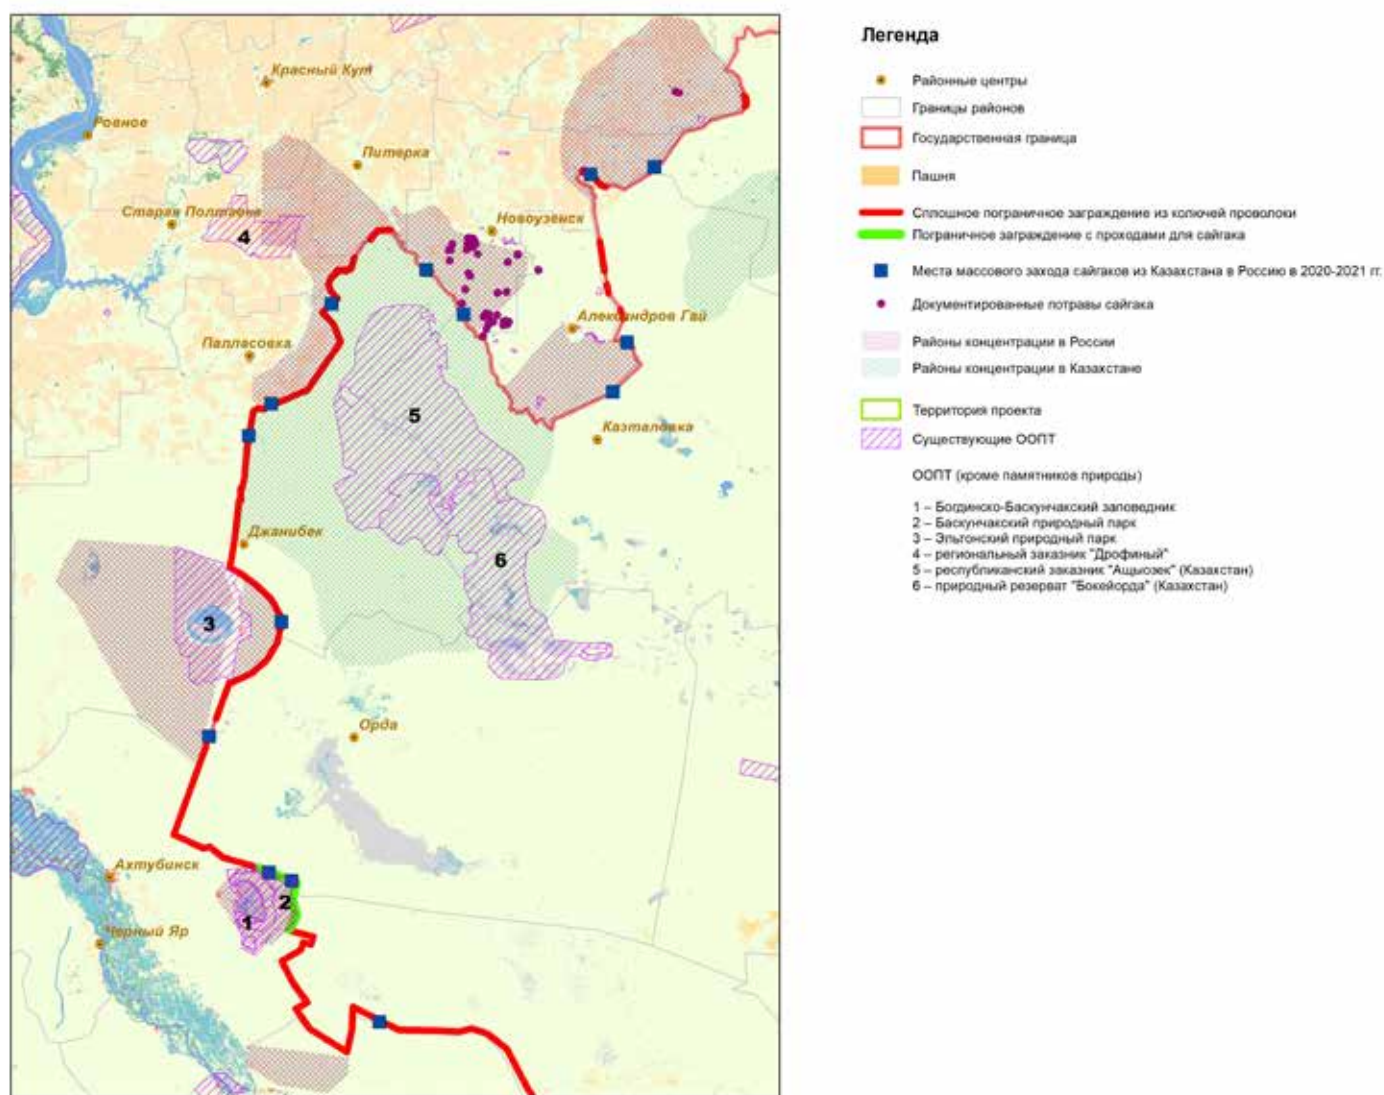 Красный Кут
Ровное
Питерка
Старая Полтавка
Новоузенск
4
Александров Гай
Палласовка
5
Казталовка
Джанибек
6
3
Орда
Ахтубинск
2
1
Черный Яр
Легенда
Районные центры
Границы районов
Государственная граница
Пашня
Сплошное пограничное заграждение из колючей проволоки
Пограничное заграждение с проходами для сайгака
Места массового захода сайгаков из Казахстана в Россию в 2020-2021 гг.
Документированные потравы сайгака
Районы концентрации в России
Районы концентрации в Казахстане
Территория проекта
Существующие ООПТ
ООПТ (кроме памятников природы)
1 – Богдинско-Баскунчакский заповедник
2 – Баскунчакский природный парк
3 – Эльтонский природный парк
4 – региональный заказник "Дрофиный"
5 – республиканский заказник "Ащыозек" (Казахстан)
6 – природный резерват "Бокейорда" (Казахстан)